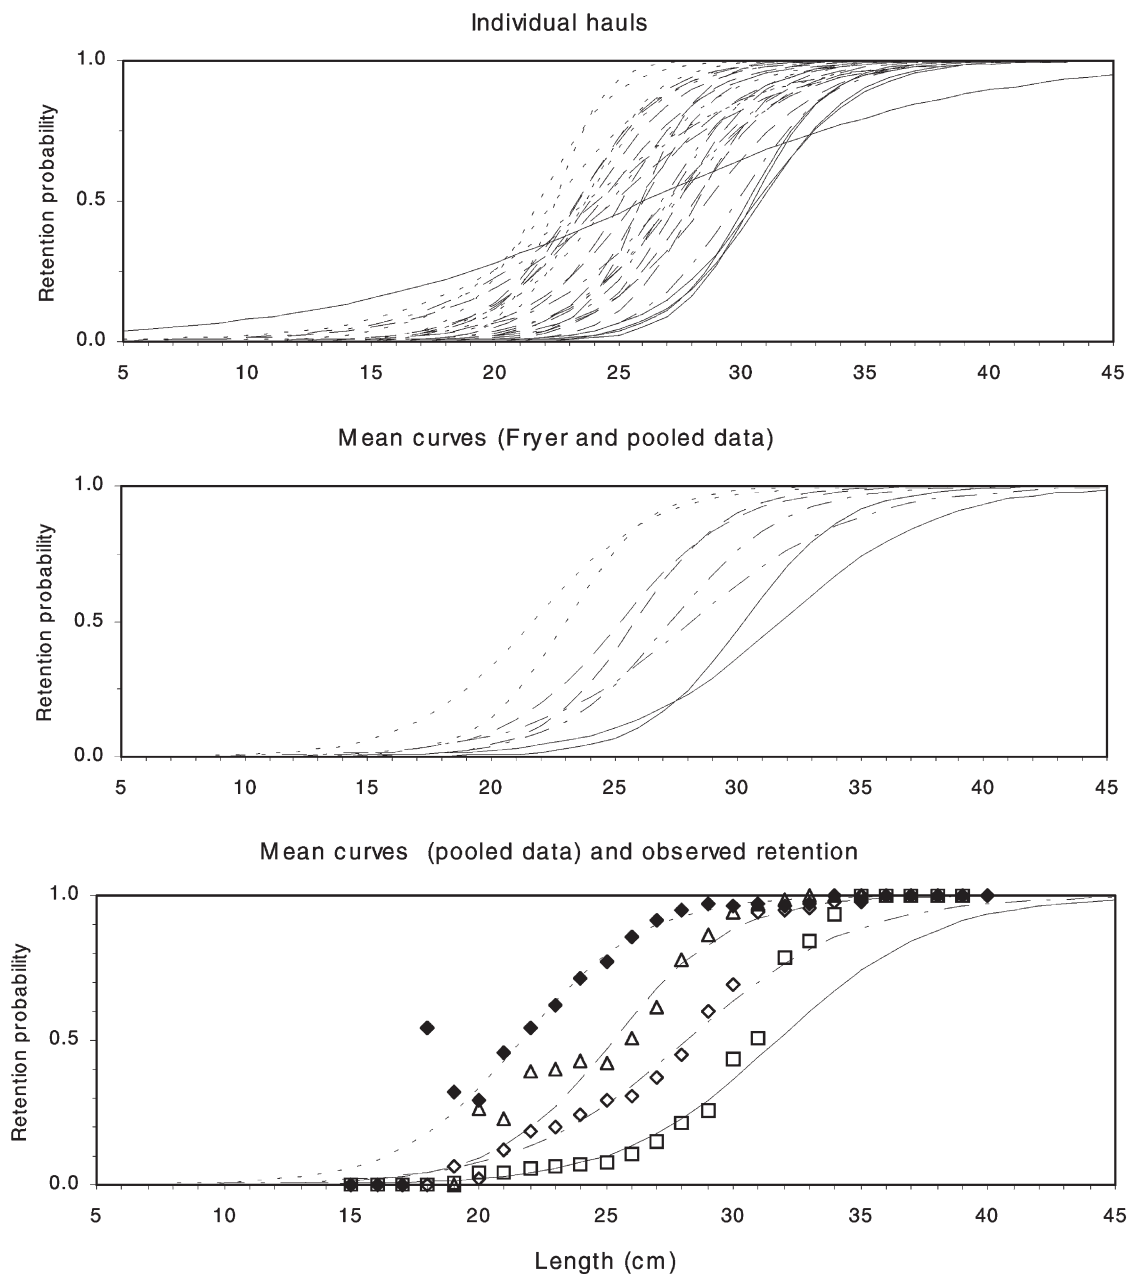 Individual hauls
1.0
0.5
0.0
Retention probability
5 10 15 20 25 30 35 40 45
Mean curves (Fryer and pooled data)
1.0
0.5
0.0
Retention probability
5 10 15 20 25 30 35 40 45
Mean curves (pooled data) and observed retention
1.0
0.5
0.0
Retention probability
5 10 15 20 25 30 35 40 45
Length (cm)